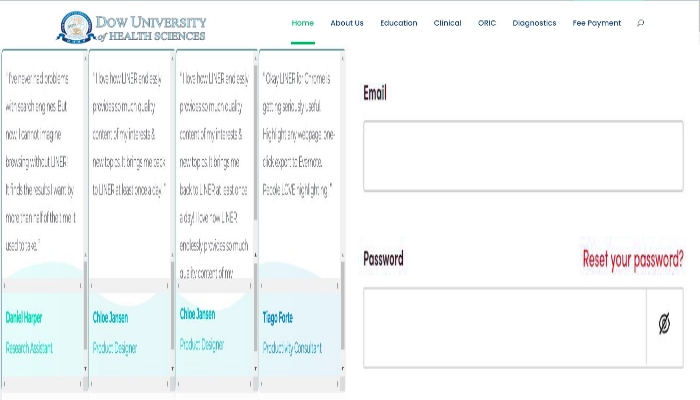 DOW UNIVERSITY
of HEALTH SCIENCES
Home About Us Education Clinical ORIC Diagnostics Fee Payment
" I've never had problems
with search engines. But
now, I cannot imagine
browsing without LINER!
It finds the results I want by
more than half of the time it
used to take. "
Daniel Harper
Research Assistant
" I love how LINER endlessly
provides so much quality
content of my interests &
new topics. It brings me back
to LINER at least once a day. "
Chloe Jansen
Product Designer
" I love how LINER endlessly
provides so much quality
content of my interests &
new topics. It brings me
back to LINER at least once
a day! I love how LINER
endlessly provides so much
quality content of my
Chloe Jansen
Product Designer
" Okay LINER for Chrome is
getting seriously useful.
Highlight any webpage, one-
click export to Evernote.
People LOVE highlighting. "
Tiago Forte
Productivity Consultant
Email
Password Reset your password?